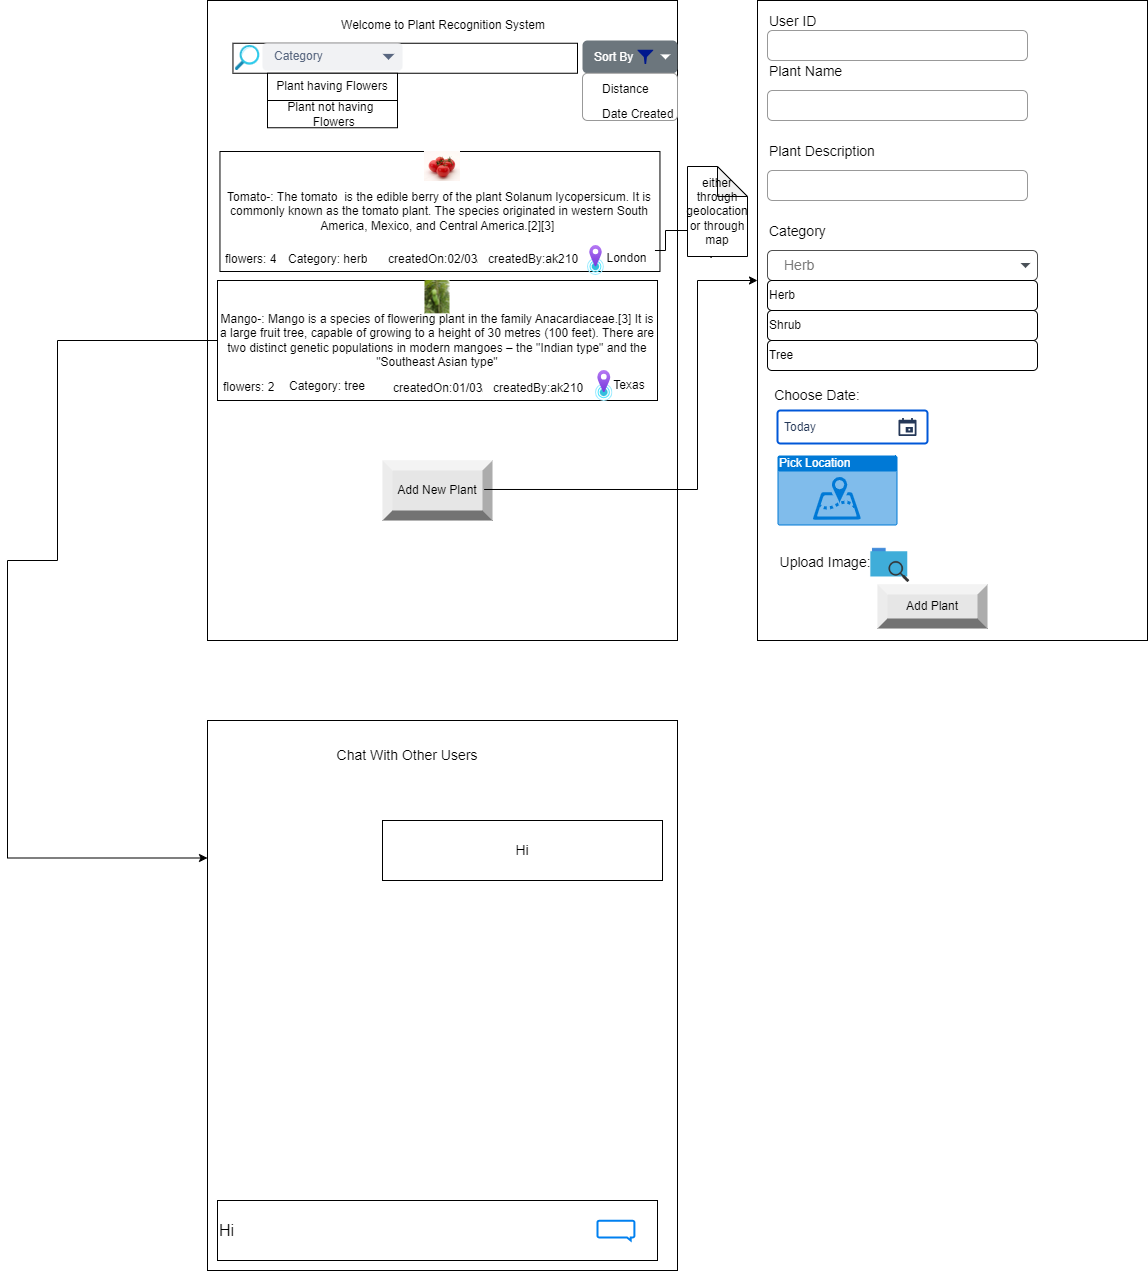 Welcome to Plant Recognition System
Category
Sort By
Plant having Flowers
Plant not having
Flowers
Distance
Date Created
Tomato-: The tomato  is the edible berry of the plant Solanum lycopersicum. It is
commonly known as the tomato plant. The species originated in western South
America, Mexico, and Central America.[2][3]
flowers: 4 Category: herb createdOn:02/03 createdBy:ak210 London
either
through
geolocation
or through
map
Mango-: Mango is a species of flowering plant in the family Anacardiaceae.[3] It is
a large fruit tree, capable of growing to a height of 30 metres (100 feet). There are
two distinct genetic populations in modern mangoes – the "Indian type" and the
"Southeast Asian type"
flowers: 2 Category: tree createdOn:01/03 createdBy:ak210 Texas
Add New Plant
User ID
Plant Name
Plant Description
Category
Herb
Herb
Shrub
Tree
Choose Date:
Today
Pick Location
Upload Image:
Add Plant
Chat With Other Users
Hi
Hi